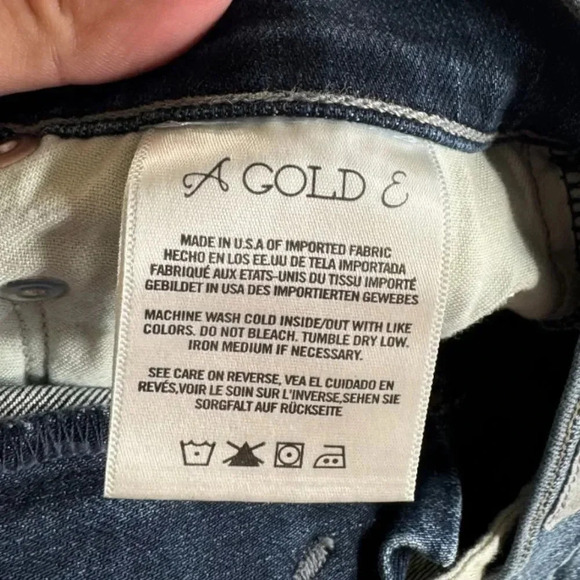 A GOLD E
MADE IN U.S.A OF IMPORTED FABRIC
HECHO EN LOS EE.UU DE TELA IMPORTADA
FABRIQUÉ AUX ETATS-UNIS DU TISSU IMPORTÉ
GEBILDET IN USA DES IMPORTIERTEN GEWEBES
MACHINE WASH COLD INSIDE/OUT WITH LIKE
COLORS. DO NOT BLEACH. TUMBLE DRY LOW.
IRON MEDIUM IF NECESSARY.
SEE CARE ON REVERSE, VEA EL CUIDADO EN
REVÉS,VOIR LE SOIN SUR L'INVERSE,SEHEN SIE
SORGFALT AUF RÜCKSEITE